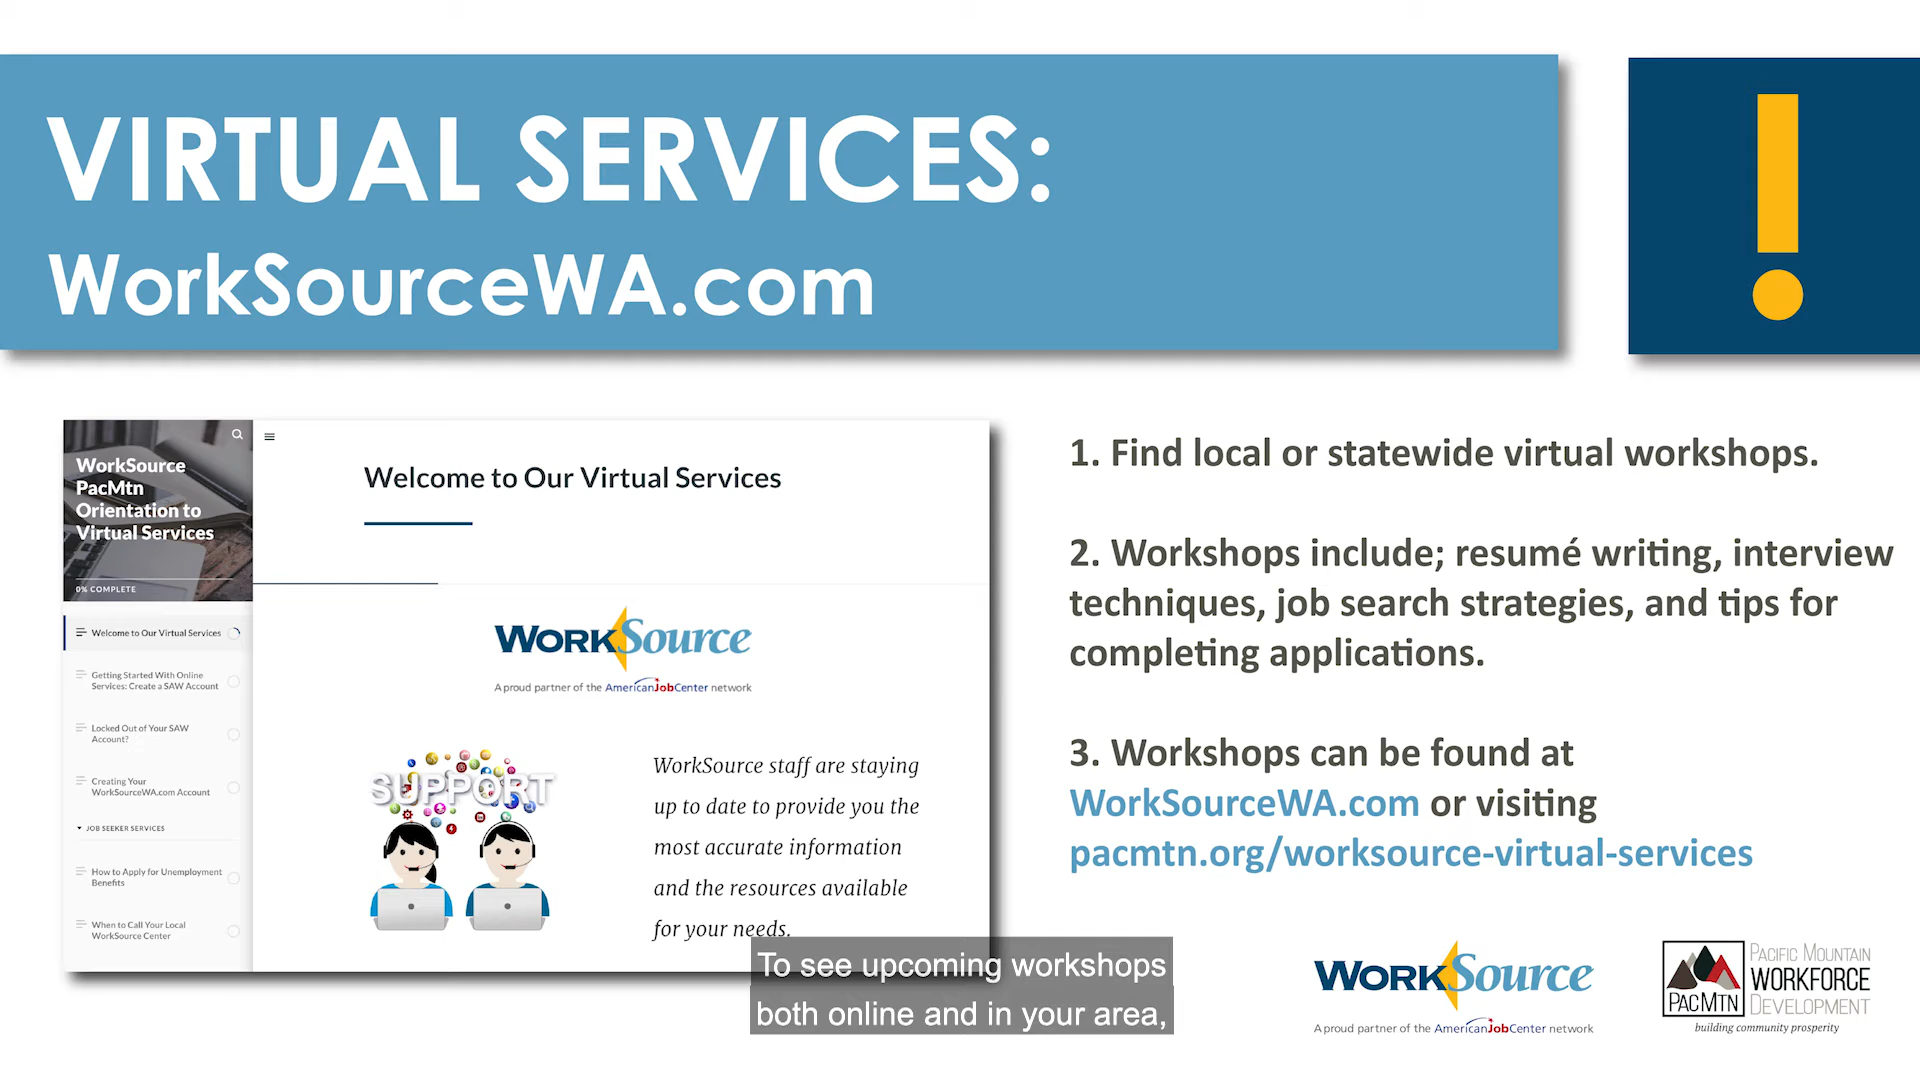 VIRTUAL SERVICES:
WorkSourceWA.com
WorkSource
PacMtn
Orientation to
Virtual Services
0% COMPLETE
Welcome to Our Virtual Services
Getting Started With Online
Services: Create a SAW Account
Locked Out of Your SAW
Account?
Creating Your
WorkSourceWA.com Account
JOB SEEKER SERVICES
How to Apply for Unemployment
Benefits
When to Call Your Local
WorkSource Center
Welcome to Our Virtual Services
WORKSource
A proud partner of the AmericanJobCenter network
SUPPORT
WorkSource staff are staying
up to date to provide you the
most accurate information
and the resources available
for your needs.
1. Find local or statewide virtual workshops.
2. Workshops include; resumé writing, interview
techniques, job search strategies, and tips for
completing applications.
3. Workshops can be found at
WorkSourceWA.com or visiting
pacmtn.org/worksource-virtual-services
To see upcoming workshops
both online and in your area,
WORKSource
A proud partner of the AmericanJobCenter network
PACMTN
PACIFIC MOUNTAIN
WORKFORCE
DEVELOPMENT
building community prosperity